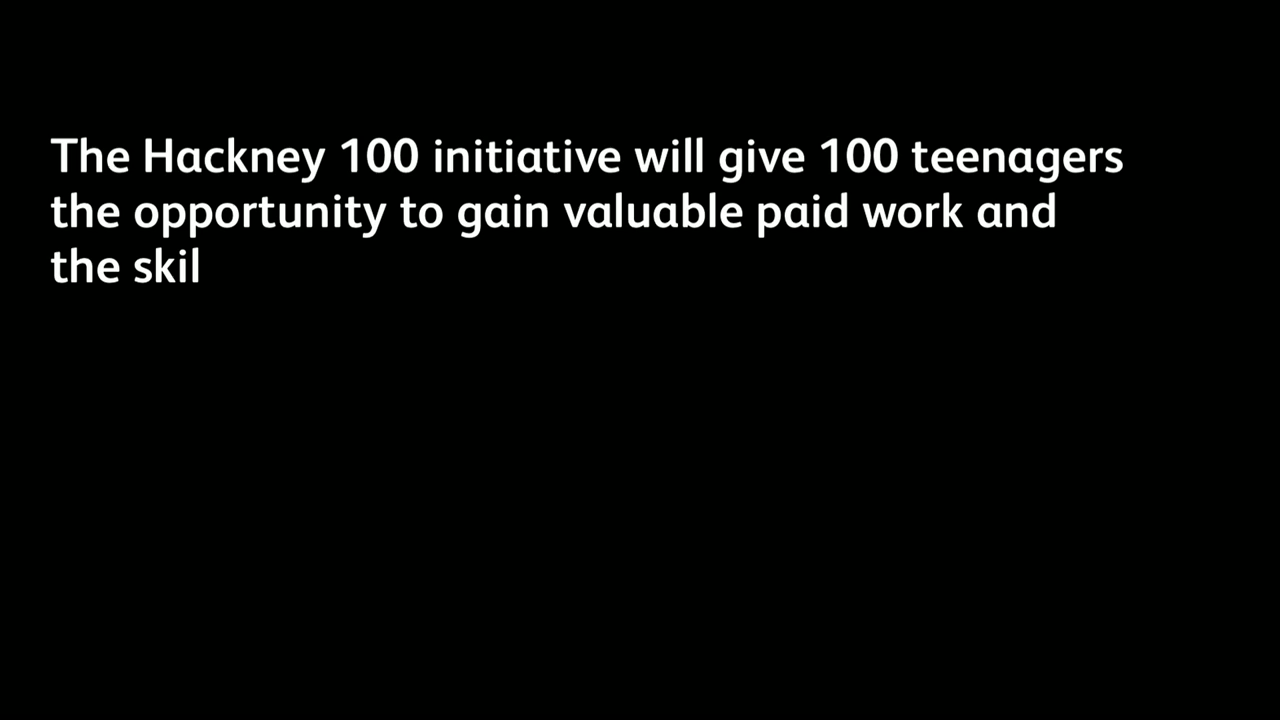 The Hackney 100 initiative will give 100 teenagers
the opportunity to gain valuable paid work and
the skil